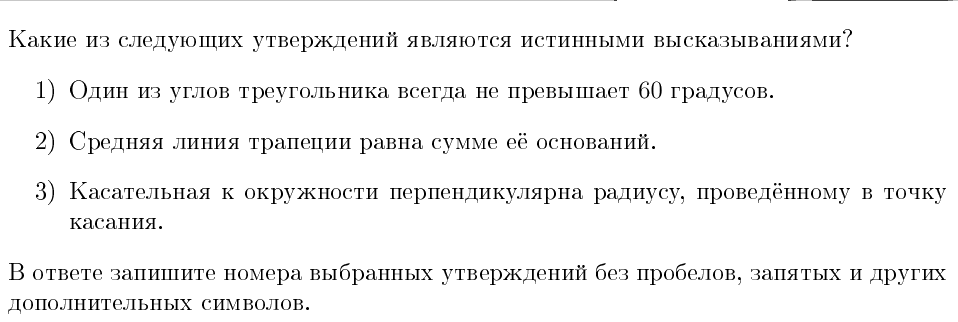 Какие из следующих утверждений являются истинными высказываниями?
1) Один из углов треугольника всегда не превышает 60 градусов.
2) Средняя линия трапеции равна сумме её оснований.
3) Касательная к окружности перпендикулярна радиусу, проведённому в точку
касания.
В ответе запишите номера выбранных утверждений без пробелов, запятых и других
дополнительных символов.